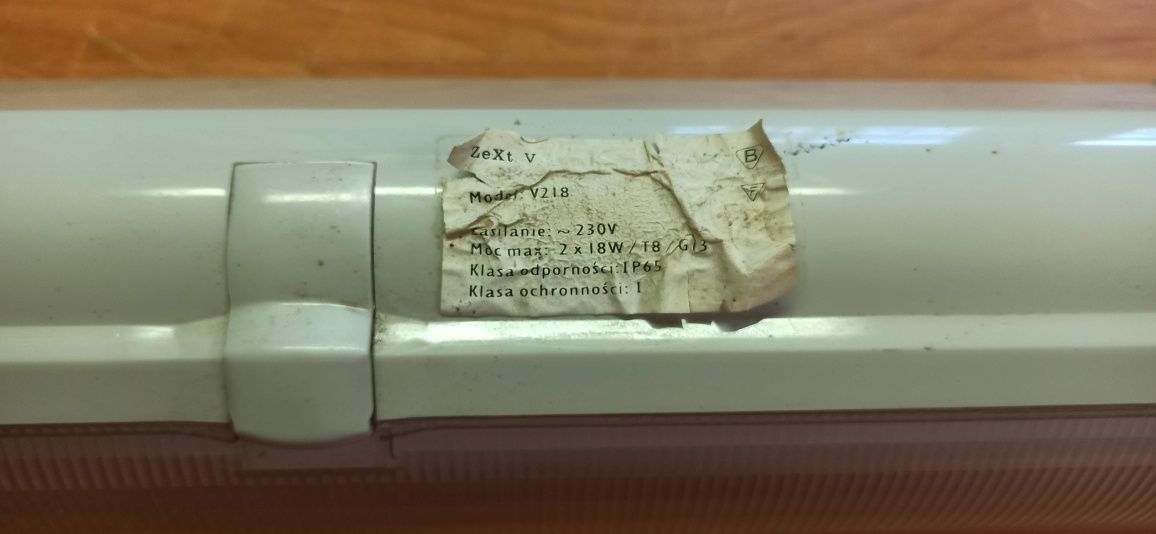 ZeXt V
B
Model: V218
F
Zasilanie: ~ 230V
Moc max: 2 x 18W / T8 / G13
Klasa odporności: IP65
Klasa ochronności: I